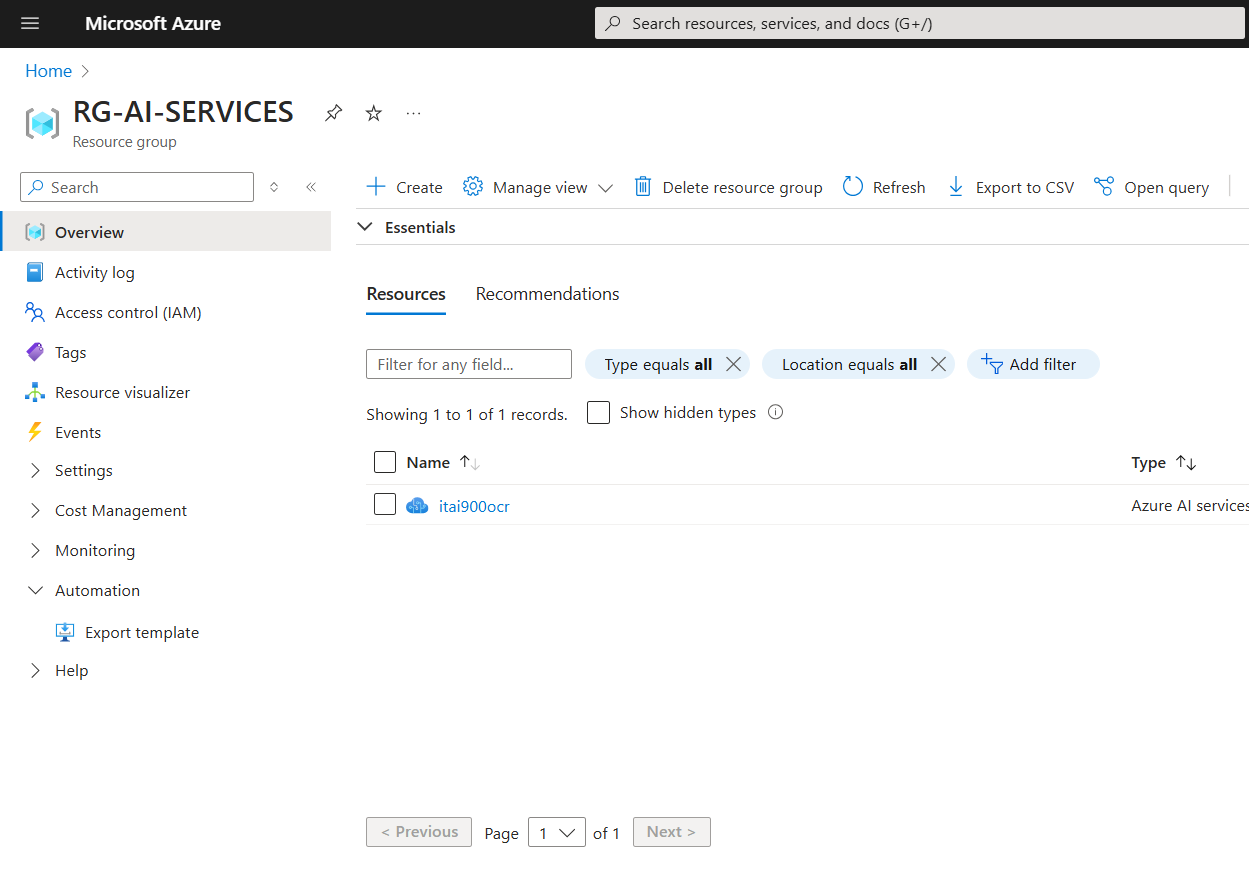 Microsoft Azure
Search resources, services, and docs (G+/)
Home
RG-AI-SERVICES
Resource group
Search
Create
Manage view
Delete resource group
Refresh
Export to CSV
Open query
Overview
Activity log
Access control (IAM)
Tags
Resource visualizer
Events
Settings
Cost Management
Monitoring
Automation
Export template
Help
Essentials
Resources
Recommendations
Filter for any field...
Type equals all
Location equals all
Add filter
Showing 1 to 1 of 1 records.
Show hidden types
Name
Type
itai900ocr
Azure AI services
< Previous
Page
1
of 1
Next >